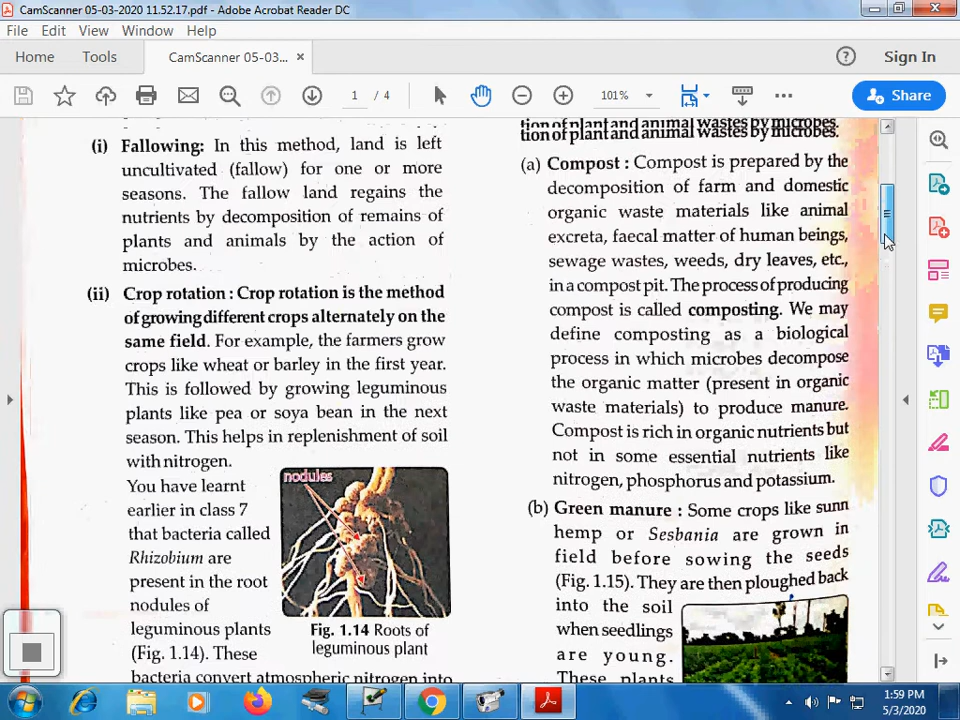 CamScanner 05-03-2020 11.52.17.pdf - Adobe Acrobat Reader DC
File Edit View Window Help
Home Tools CamScanner 05-03... × Sign In
1 / 4 101% Share
(i) Fallowing: In this method, land is left
uncultivated (fallow) for one or more
seasons. The fallow land regains the
nutrients by decomposition of remains of
plants and animals by the action of
microbes.
(ii) Crop rotation : Crop rotation is the method
of growing different crops alternately on the
same field. For example, the farmers grow
crops like wheat or barley in the first year.
This is followed by growing leguminous
plants like pea or soya bean in the next
season. This helps in replenishment of soil
with nitrogen.
You have learnt
earlier in class 7
that bacteria called
Rhizobium are
present in the root
nodules of
leguminous plants
(Fig. 1.14). These
bacteria convert atmospheric nitrogen into
nodules
Fig. 1.14 Roots of
leguminous plant
tion of plant and animal wastes by microbes.
(a) Compost : Compost is prepared by the
decomposition of farm and domestic
organic waste materials like animal
excreta, faecal matter of human beings,
sewage wastes, weeds, dry leaves, etc.,
in a compost pit. The process of producing
compost is called composting. We may
define composting as a biological
process in which microbes decompose
the organic matter (present in organic
waste materials) to produce manure.
Compost is rich in organic nutrients but
not in some essential nutrients like
nitrogen, phosphorus and potassium.
(b) Green manure : Some crops like sunn
hemp or Sesbania are grown in
field before sowing the seeds
(Fig. 1.15). They are then ploughed back
into the soil
when seedlings
are young.
These plants
1:59 PM
5/3/2020